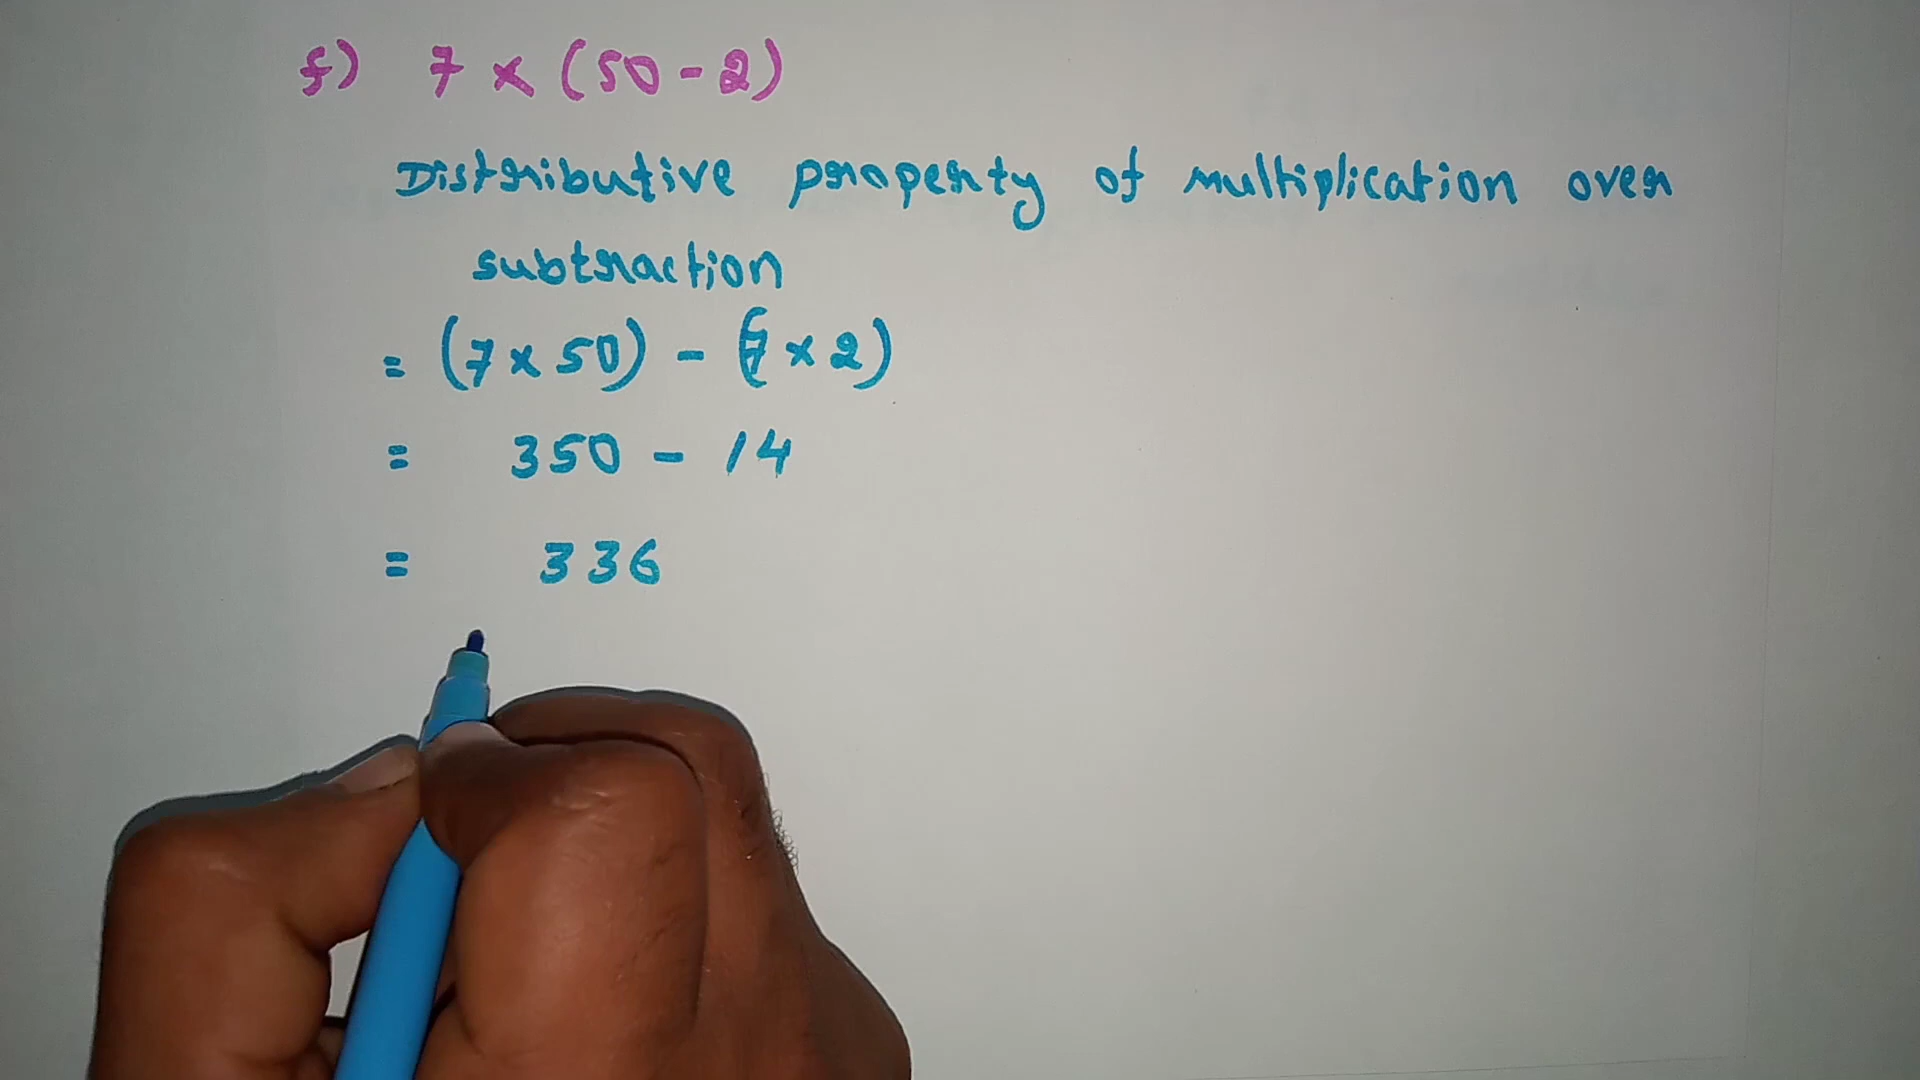 f) 7 × (50 - 2)
Distributive property of multiplication over
subtraction
= (7 × 50) - (7 × 2)
= 350 - 14
= 336